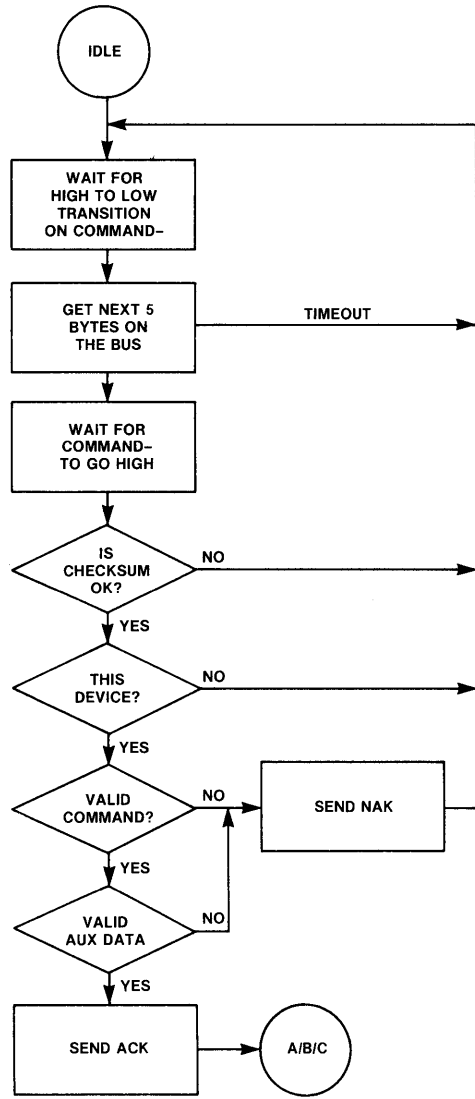 IDLE
WAIT FOR
HIGH TO LOW
TRANSITION
ON COMMAND–
GET NEXT 5
BYTES ON
THE BUS
TIMEOUT
WAIT FOR
COMMAND–
TO GO HIGH
IS
CHECKSUM
OK?
NO
YES
THIS
DEVICE?
NO
YES
VALID
COMMAND?
NO
SEND NAK
YES
VALID
AUX DATA
NO
YES
SEND ACK
A/B/C